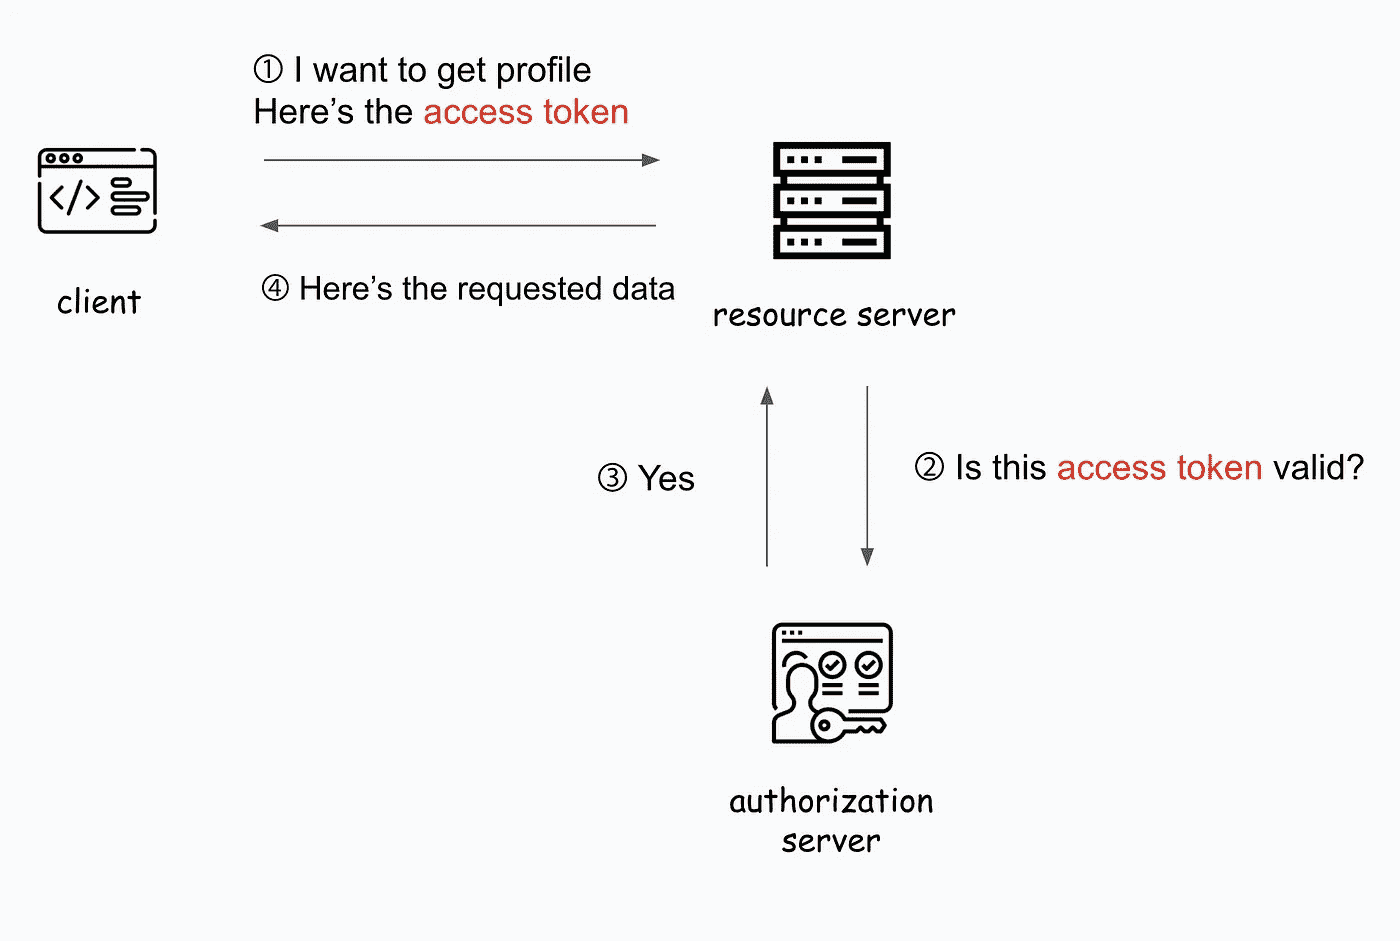 ① I want to get profile
Here’s the access token
client
④ Here’s the requested data
resource server
③ Yes
② Is this access token valid?
authorization
server